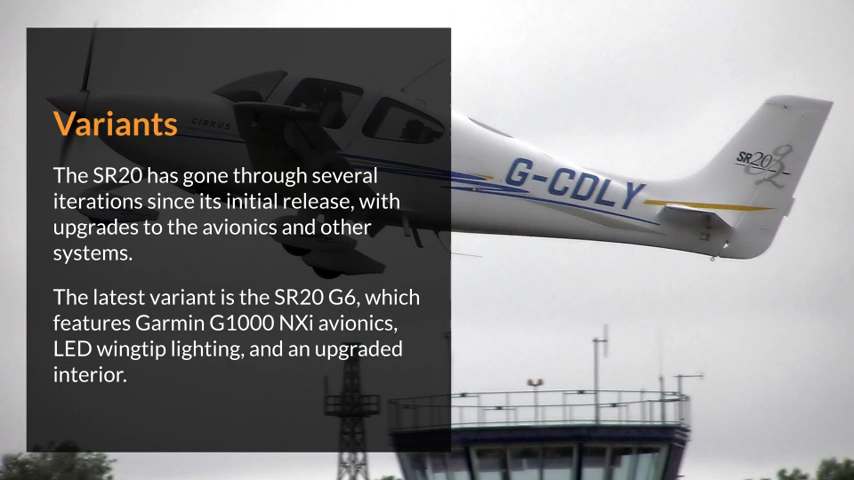 Variants
The SR20 has gone through several
iterations since its initial release, with
upgrades to the avionics and other
systems.
The latest variant is the SR20 G6, which
features Garmin G1000 NXi avionics,
LED wingtip lighting, and an upgraded
interior.
CIRRUS
G-CDLY
SR20